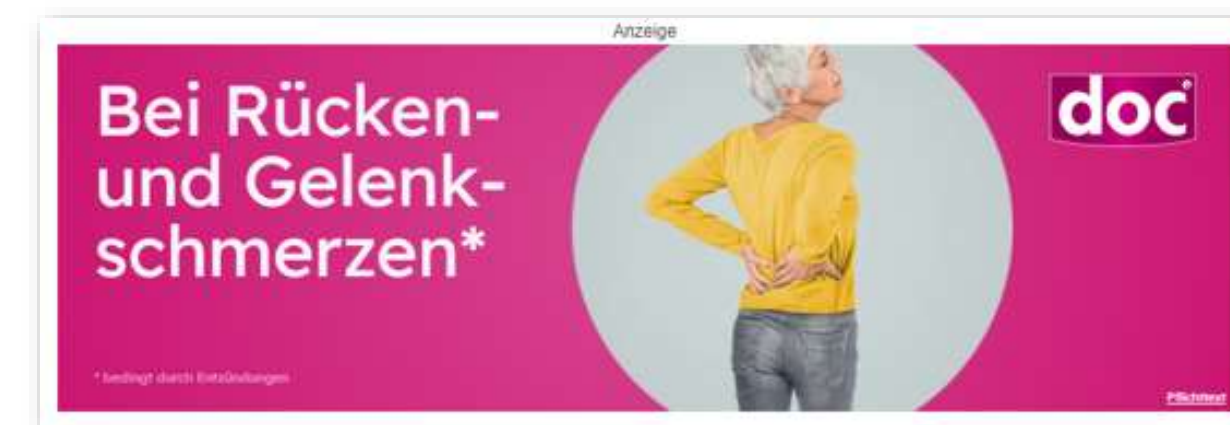 Anzeige
Bei Rücken-
und Gelenk-
schmerzen*
doc®
* bedingt durch Entzündungen
Pflichttext